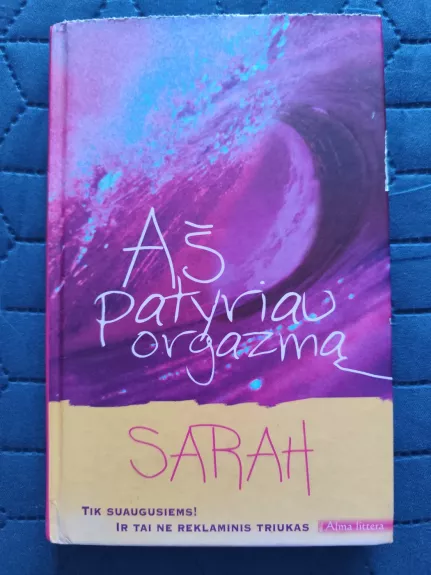 Aš
patyriau
orgazmą
SARAH
TIK SUAUGUSIEMS!
IR TAI NE REKLAMINIS TRIUKAS
Alma littera